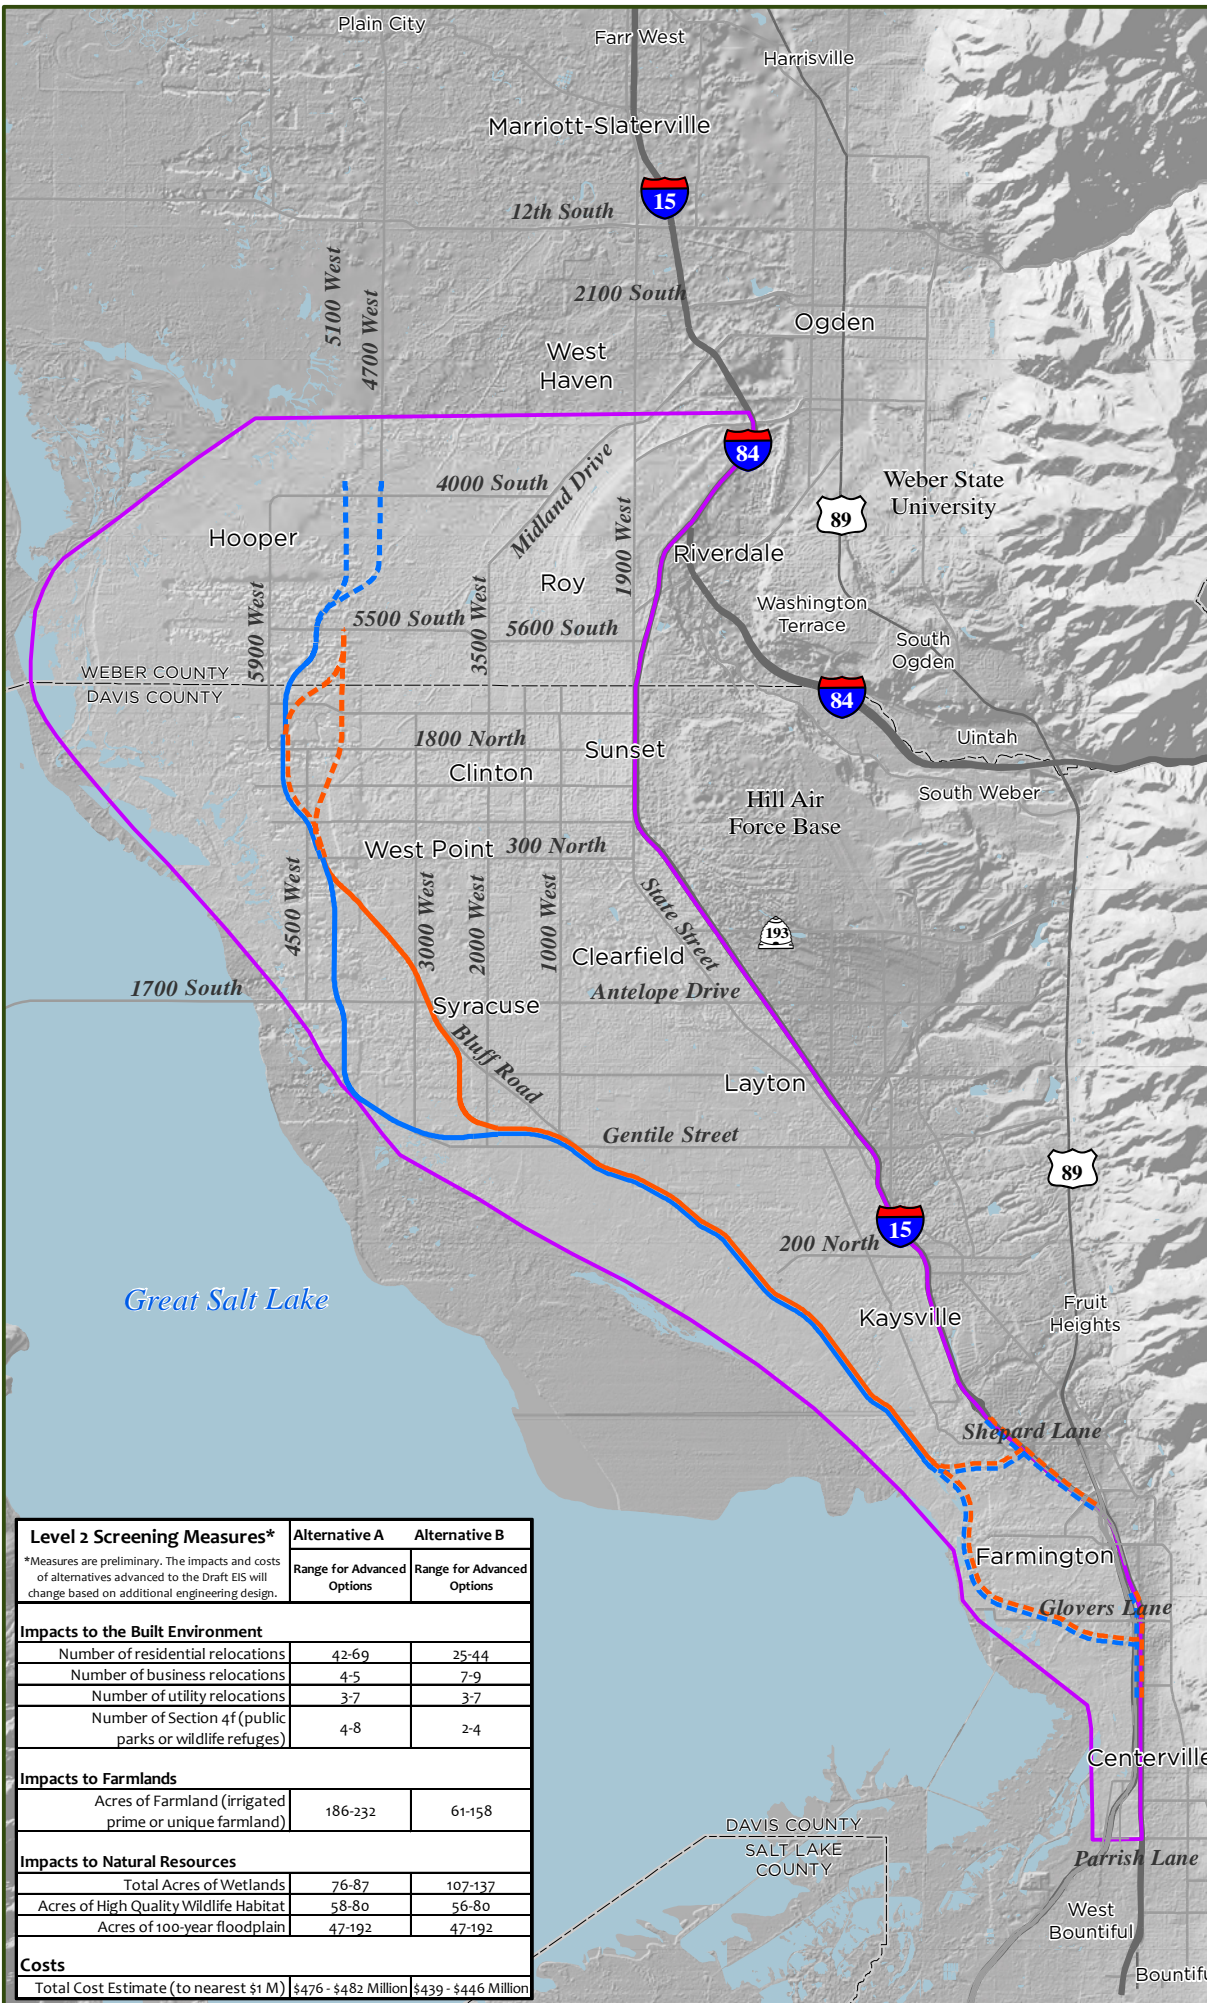 Plain City
Farr West
Harrisville
Marriott-Slaterville
15
12th South
5100 West
4700 West
2100 South
Ogden
West
Haven
84
4000 South
Midland Drive
1900 West
Weber State
University
89
Hooper
Riverdale
Roy
5900 West
3500 West
5500 South
5600 South
Washington
Terrace
South
Ogden
WEBER COUNTY
DAVIS COUNTY
84
1800 North
Sunset
Uintah
Clinton
South Weber
Hill Air
Force Base
West Point
300 North
4500 West
3000 West
2000 West
1000 West
State Street
193
Clearfield
1700 South
Antelope Drive
Syracuse
Bluff Road
Layton
Gentile Street
89
15
200 North
Great Salt Lake
Kaysville
Fruit
Heights
Shepard Lane
Farmington
Glovers Lane
Centerville
DAVIS COUNTY
SALT LAKE
COUNTY
Parrish Lane
West
Bountiful
Bountifu
Level 2 Screening Measures* Alternative A Alternative B
*Measures are preliminary. The impacts and costs
of alternatives advanced to the Draft EIS will
change based on additional engineering design.
Range for Advanced Options Range for Advanced Options
Impacts to the Built Environment
Number of residential relocations 42-69 25-44
Number of business relocations 4-5 7-9
Number of utility relocations 3-7 3-7
Number of Section 4f (public
parks or wildlife refuges) 4-8 2-4
Impacts to Farmlands
Acres of Farmland (irrigated
prime or unique farmland) 186-232 61-158
Impacts to Natural Resources
Total Acres of Wetlands 76-87 107-137
Acres of High Quality Wildlife Habitat 58-80 56-80
Acres of 100-year floodplain 47-192 47-192
Costs
Total Cost Estimate (to nearest $1 M) $476 - $482 Million $439 - $446 Million